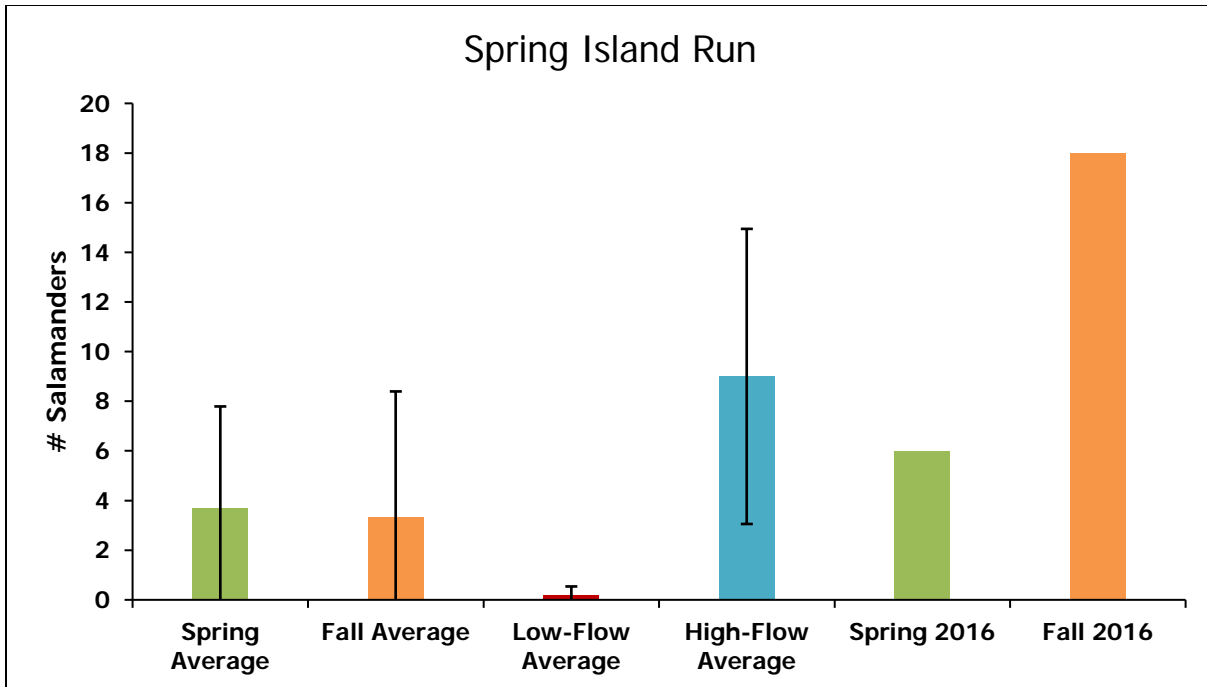 Spring Island Run
# Salamanders
20
18
16
14
12
10
8
6
4
2
0
Spring
Average
Fall Average
Low-Flow
Average
High-Flow
Average
Spring 2016
Fall 2016